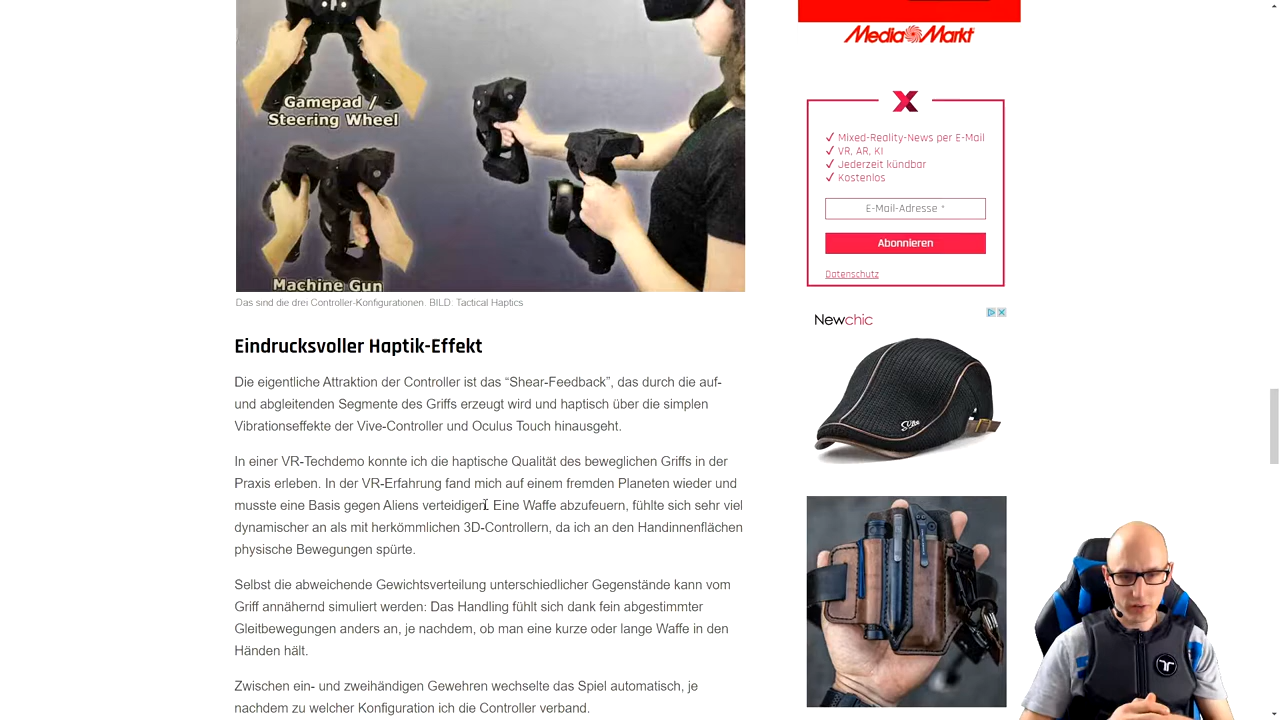 Gamepad /
Steering Wheel
Machine Gun
Das sind die drei Controller-Konfigurationen. BILD: Tactical Haptics
Eindrucksvoller Haptik-Effekt
Die eigentliche Attraktion der Controller ist das “Shear-Feedback”, das durch die auf-
und abgleitenden Segmente des Griffs erzeugt wird und haptisch über die simplen
Vibrationseffekte der Vive-Controller und Oculus Touch hinausgeht.
In einer VR-Techdemo konnte ich die haptische Qualität des beweglichen Griffs in der
Praxis erleben. In der VR-Erfahrung fand mich auf einem fremden Planeten wieder und
musste eine Basis gegen Aliens verteidigen. Eine Waffe abzufeuern, fühlte sich sehr viel
dynamischer an als mit herkömmlichen 3D-Controllern, da ich an den Handinnenflächen
physische Bewegungen spürte.
Selbst die abweichende Gewichtsverteilung unterschiedlicher Gegenstände kann vom
Griff annähernd simuliert werden: Das Handling fühlt sich dank fein abgestimmter
Gleitbewegungen anders an, je nachdem, ob man eine kurze oder lange Waffe in den
Händen hält.
Zwischen ein- und zweihändigen Gewehren wechselte das Spiel automatisch, je
nachdem zu welcher Konfiguration ich die Controller verband.
Media Markt
X
✓ Mixed-Reality-News per E-Mail
✓ VR, AR, KI
✓ Jederzeit kündbar
✓ Kostenlos
E-Mail-Adresse *
Abonnieren
Datenschutz
Newchic